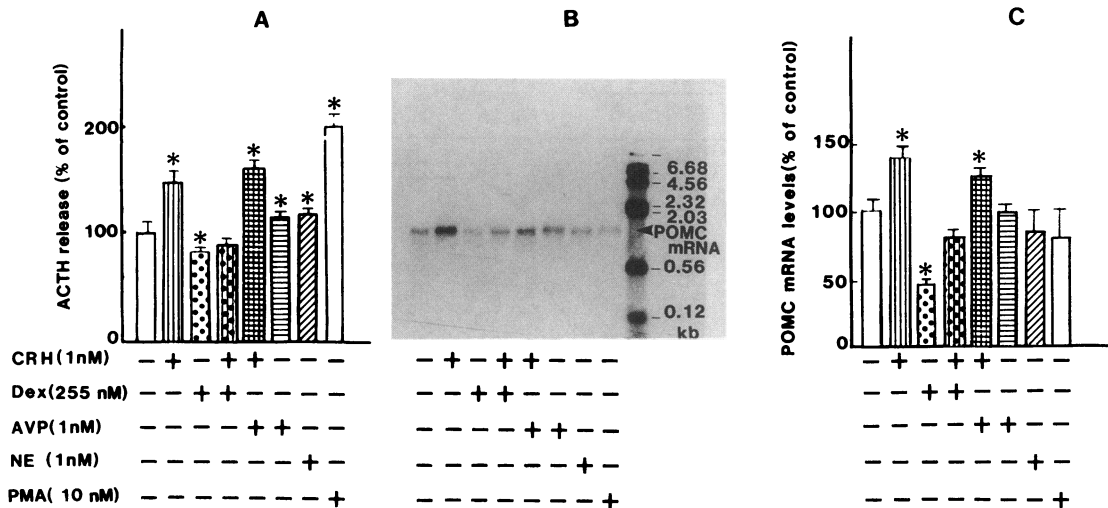 A
B
C
ACTH release (% of control)
200
100
0
6.68
4.56
2.32
2.03
POMC
mRNA
0.56
0.12
kb
POMC mRNA levels(% of control)
150
100
50
0
* * * * * *
* * *
CRH(1nM) − + − + + − − − − + − + + − − − − + − + + − − −
Dex(255 nM) − − + + − − − − − − + + − − − − − − + + − − − −
AVP(1nM) − − − − + + − − − − − − + + − − − − − − + + − −
NE (1nM) − − − − − − + − − − − − − − + − − − − − − − + −
PMA( 10 nM) − − − − − − − + − − − − − − − + − − − − − − − +